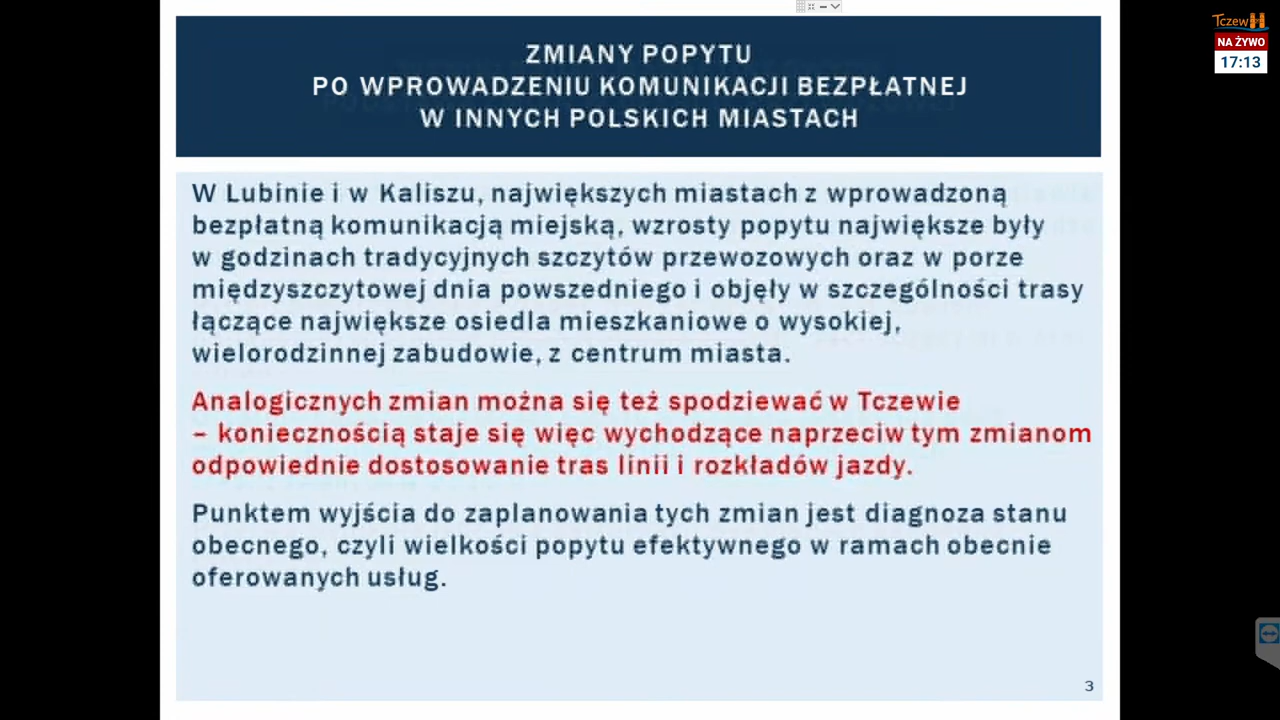 ZMIANY POPYTU
PO WPROWADZENIU KOMUNIKACJI BEZPŁATNEJ
W INNYCH POLSKICH MIASTACH
W Lubinie i w Kaliszu, największych miastach z wprowadzoną
bezpłatną komunikacją miejską, wzrosty popytu największe były
w godzinach tradycyjnych szczytów przewozowych oraz w porze
międzyszczytowej dnia powszedniego i objęły w szczególności trasy
łączące największe osiedla mieszkaniowe o wysokiej,
wielorodzinnej zabudowie, z centrum miasta.
Analogicznych zmian można się też spodziewać w Tczewie
– koniecznością staje się więc wychodzące naprzeciw tym zmianom
odpowiednie dostosowanie tras linii i rozkładów jazdy.
Punktem wyjścia do zaplanowania tych zmian jest diagnoza stanu
obecnego, czyli wielkości popytu efektywnego w ramach obecnie
oferowanych usług.
3
Tczew
NA ŻYWO
17:13